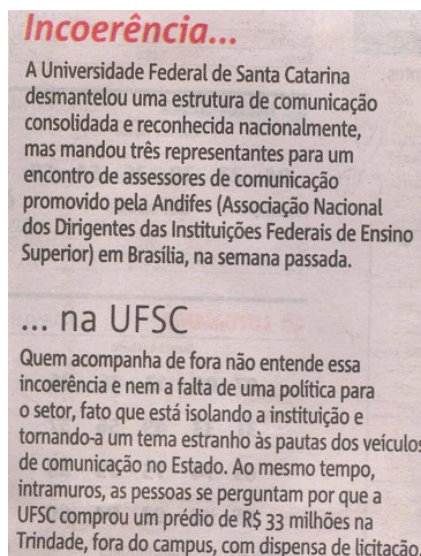 Incoerência...
A Universidade Federal de Santa Catarina
desmantelou uma estrutura de comunicação
consolidada e reconhecida nacionalmente,
mas mandou três representantes para um
encontro de assessores de comunicação
promovido pela Andifes (Associação Nacional
dos Dirigentes das Instituições Federais de Ensino
Superior) em Brasília, na semana passada.
... na UFSC
Quem acompanha de fora não entende essa
incoerência e nem a falta de uma política para
o setor, fato que está isolando a instituição e
tornando-a um tema estranho às pautas dos veículos
de comunicação no Estado. Ao mesmo tempo,
intramuros, as pessoas se perguntam por que a
UFSC comprou um prédio de R$ 33 milhões na
Trindade, fora do campus, com dispensa de licitação.